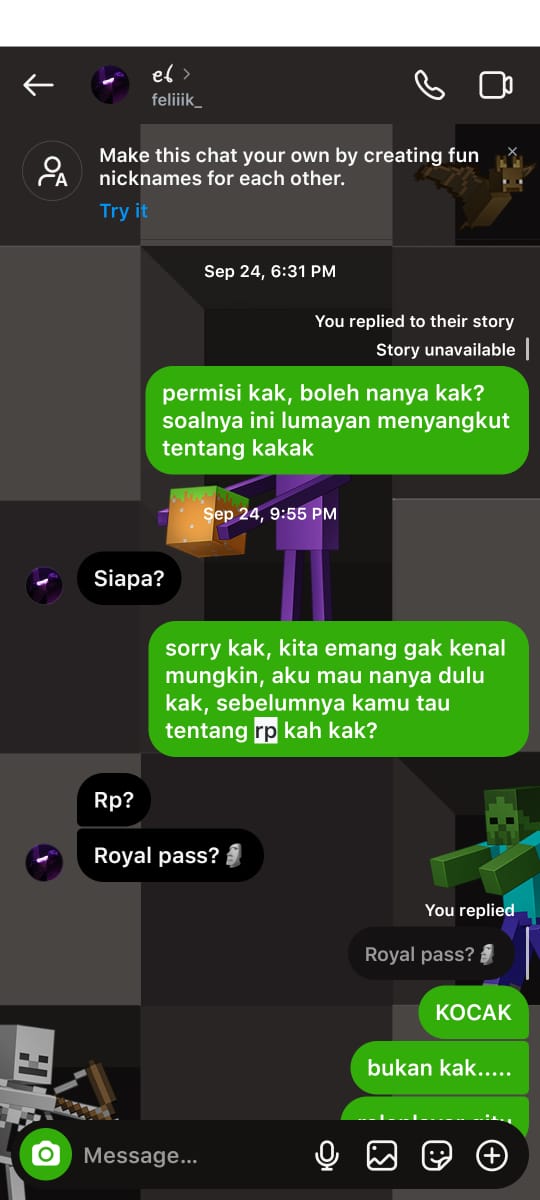 el >
feliiik_
Make this chat your own by creating fun
nicknames for each other.
Try it
Sep 24, 6:31 PM
You replied to their story
Story unavailable
permisi kak, boleh nanya kak?
soalnya ini lumayan menyangkut
tentang kakak
Sep 24, 9:55 PM
Siapa?
sorry kak, kita emang gak kenal
mungkin, aku mau nanya dulu
kak, sebelumnya kamu tau
tentang rp kah kak?
Rp?
Royal pass?🗿
You replied
Royal pass?🗿
KOCAK
bukan kak.....
Message...